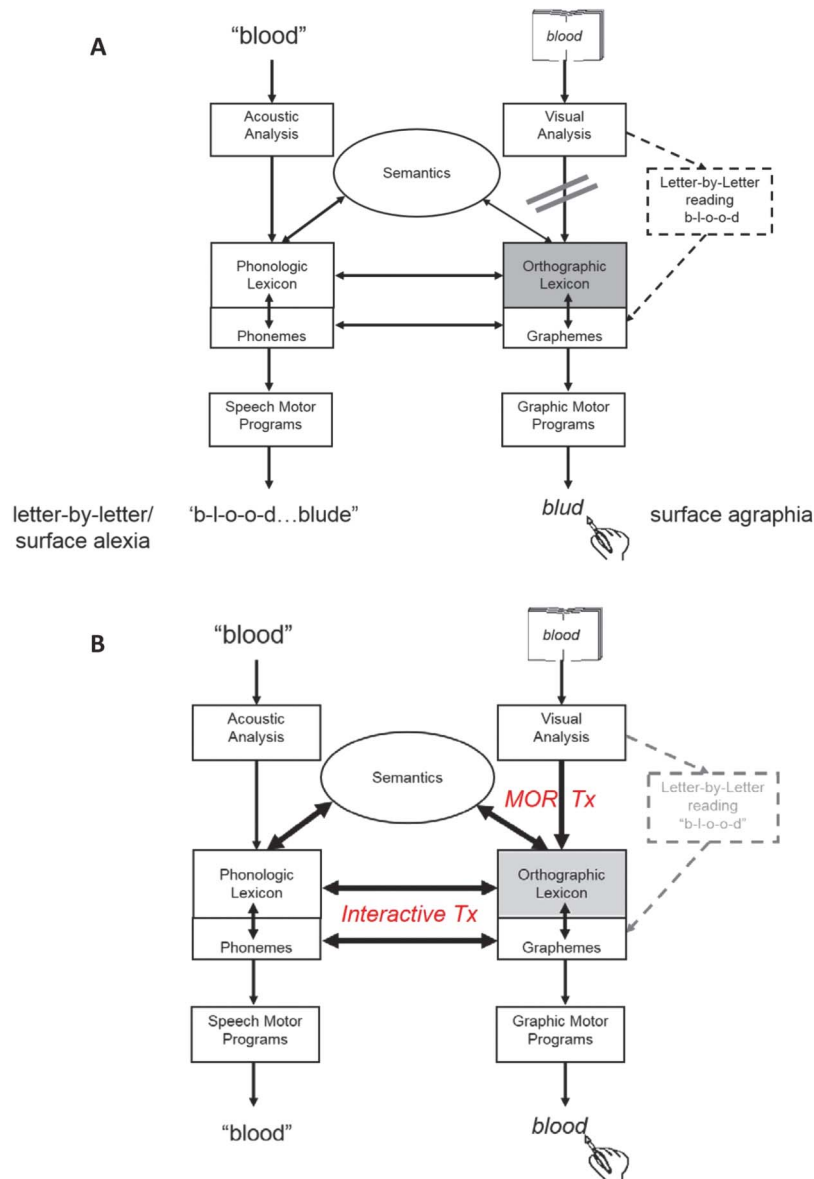 A
“blood”
blood
Acoustic
Analysis
Visual
Analysis
Semantics
Letter-by-Letter
reading
b-l-o-o-d
Phonologic
Lexicon
Orthographic
Lexicon
Phonemes
Graphemes
Speech Motor
Programs
Graphic Motor
Programs
letter-by-letter/
surface alexia
‘b-l-o-o-d...blude”
blud
surface agraphia
B
“blood”
blood
Acoustic
Analysis
Visual
Analysis
Semantics
MOR Tx
Letter-by-Letter
reading
“b-l-o-o-d”
Phonologic
Lexicon
Orthographic
Lexicon
Interactive Tx
Phonemes
Graphemes
Speech Motor
Programs
Graphic Motor
Programs
“blood”
blood